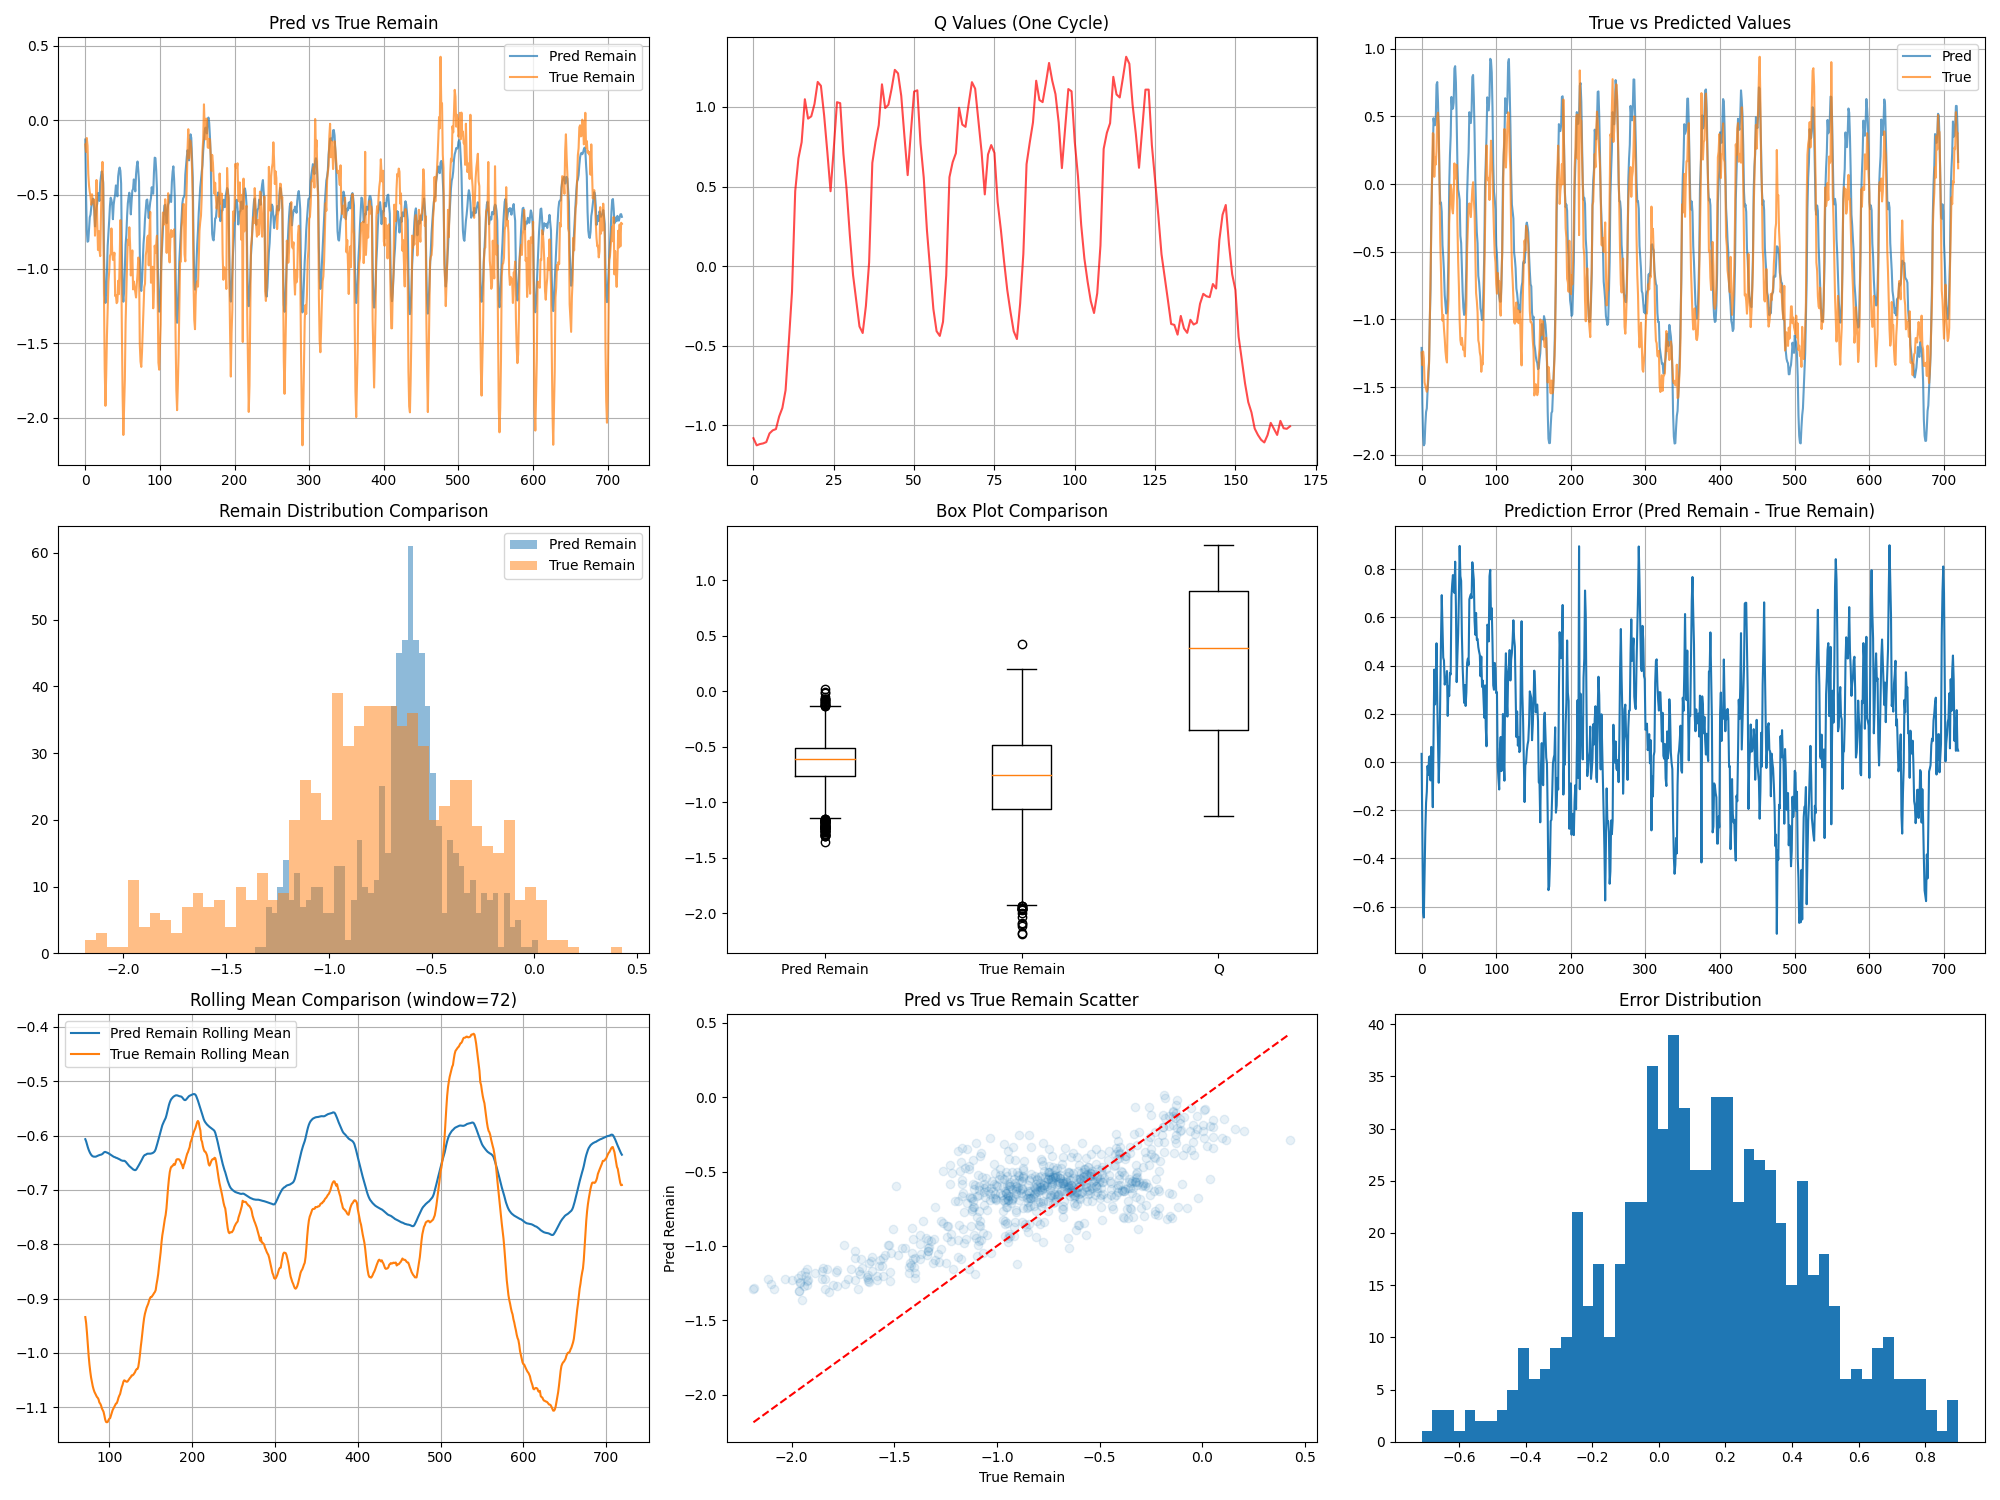 Pred vs True Remain
Pred Remain
True Remain
0.5
0.0
−0.5
−1.0
−1.5
−2.0
0 100 200 300 400 500 600 700
Q Values (One Cycle)
1.0
0.5
0.0
−0.5
−1.0
0 25 50 75 100 125 150 175
True vs Predicted Values
Pred
True
1.0
0.5
0.0
−0.5
−1.0
−1.5
−2.0
0 100 200 300 400 500 600 700
Remain Distribution Comparison
Pred Remain
True Remain
60
50
40
30
20
10
0
−2.0 −1.5 −1.0 −0.5 0.0 0.5
Box Plot Comparison
1.0
0.5
0.0
−0.5
−1.0
−1.5
−2.0
Pred Remain True Remain Q
Prediction Error (Pred Remain - True Remain)
0.8
0.6
0.4
0.2
0.0
−0.2
−0.4
−0.6
0 100 200 300 400 500 600 700
Rolling Mean Comparison (window=72)
Pred Remain Rolling Mean
True Remain Rolling Mean
−0.4
−0.5
−0.6
−0.7
−0.8
−0.9
−1.0
−1.1
100 200 300 400 500 600 700
Pred vs True Remain Scatter
Pred Remain
0.5
0.0
−0.5
−1.0
−1.5
−2.0
−2.0 −1.5 −1.0 −0.5 0.0 0.5
True Remain
Error Distribution
40
35
30
25
20
15
10
5
0
−0.6 −0.4 −0.2 0.0 0.2 0.4 0.6 0.8